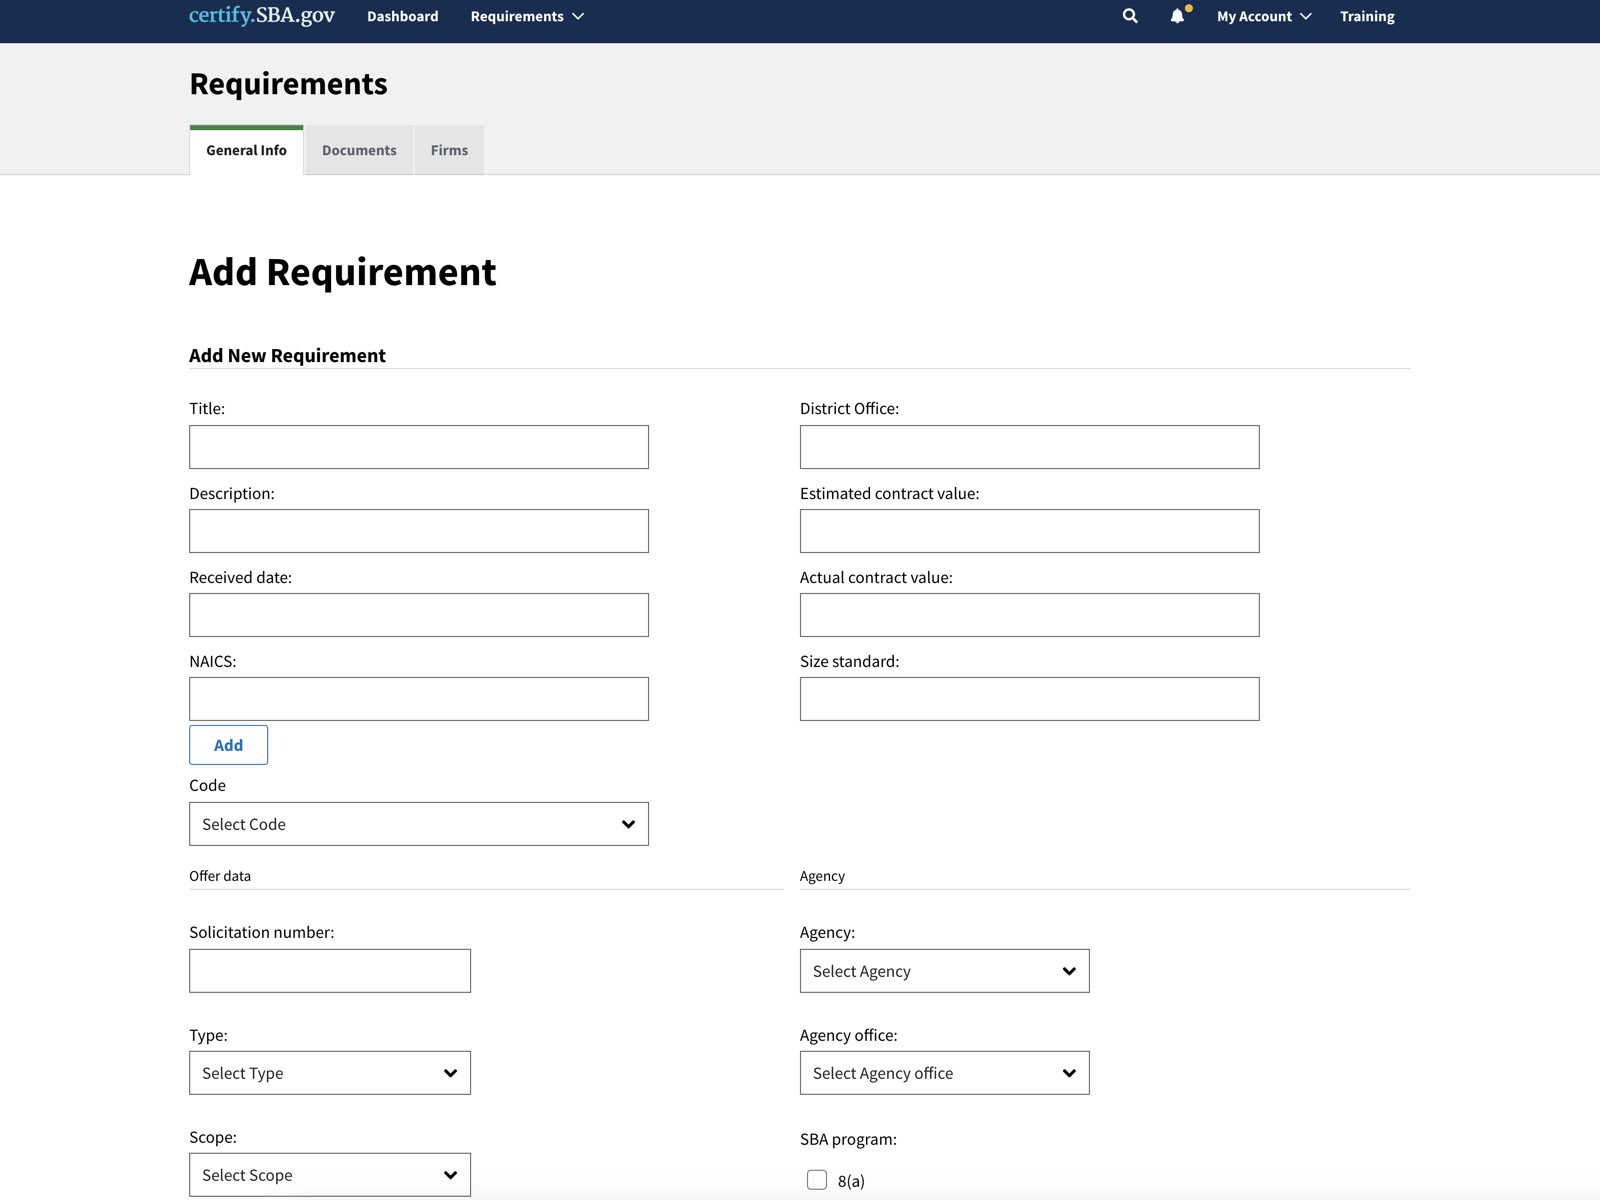 certify.SBA.gov Dashboard Requirements My Account Training
Requirements
General Info Documents Firms
Add Requirement
Add New Requirement
Title: District Office:
Description: Estimated contract value:
Received date: Actual contract value:
NAICS: Size standard:
Add
Code
Select Code
Offer data Agency
Solicitation number: Agency:
Select Agency
Type: Agency office:
Select Type Select Agency office
Scope: SBA program:
Select Scope 8(a)